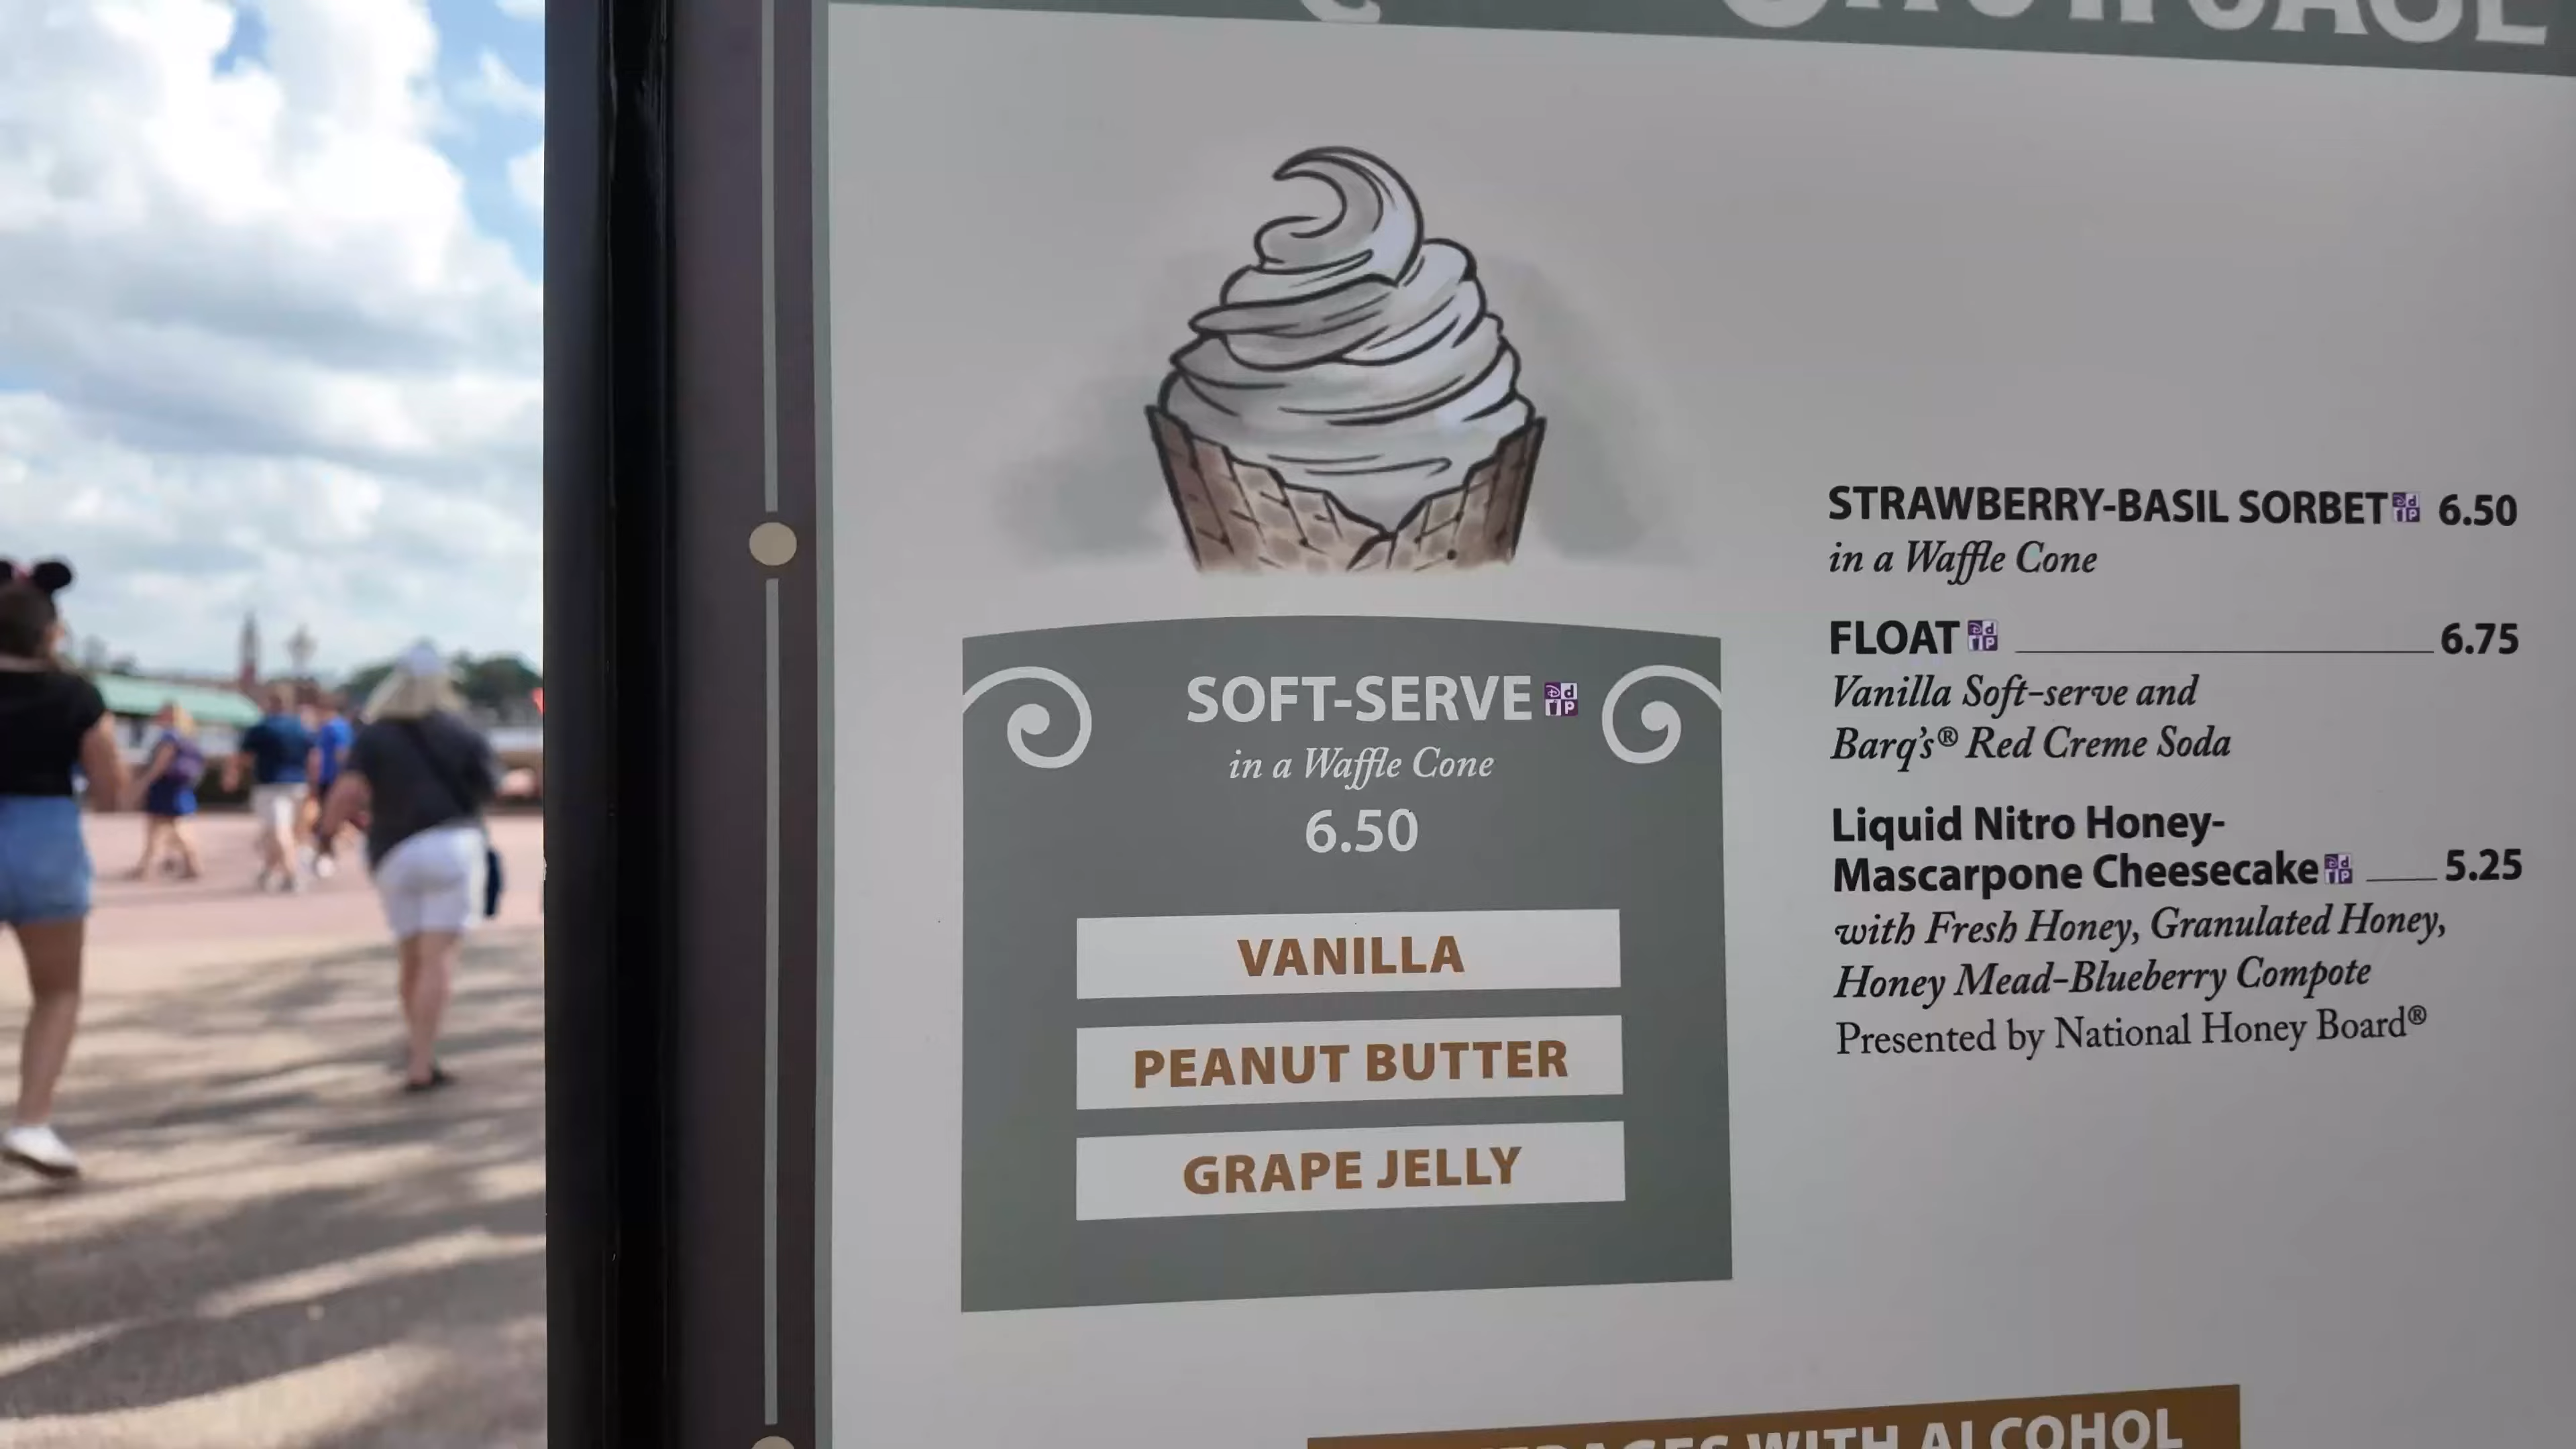 SOFT-SERVE
in a Waffle Cone
6.50
VANILLA
PEANUT BUTTER
GRAPE JELLY
STRAWBERRY-BASIL SORBET 6.50
in a Waffle Cone
FLOAT 6.75
Vanilla Soft-serve and
Barq's® Red Creme Soda
Liquid Nitro Honey-
Mascarpone Cheesecake 5.25
with Fresh Honey, Granulated Honey,
Honey Mead-Blueberry Compote
Presented by National Honey Board®
WITH ALCOHOL